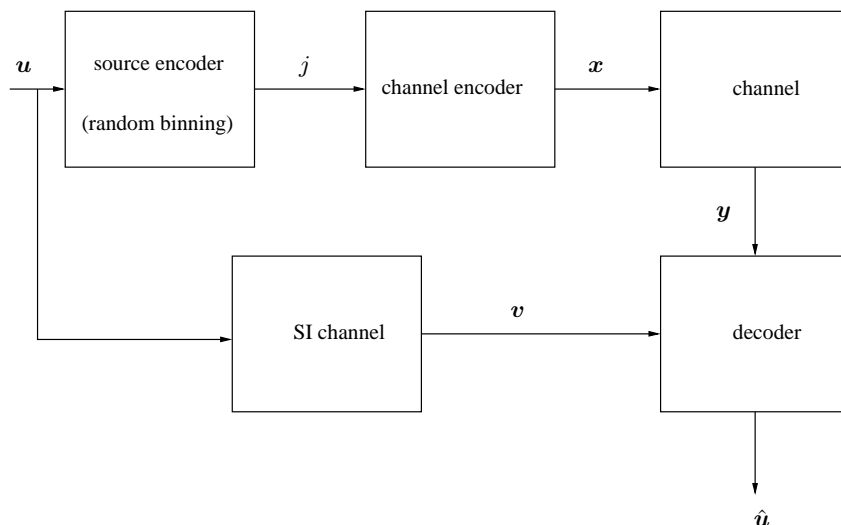 u
source encoder
(random binning)
j
channel encoder
x
channel
y
SI channel
v
decoder
û